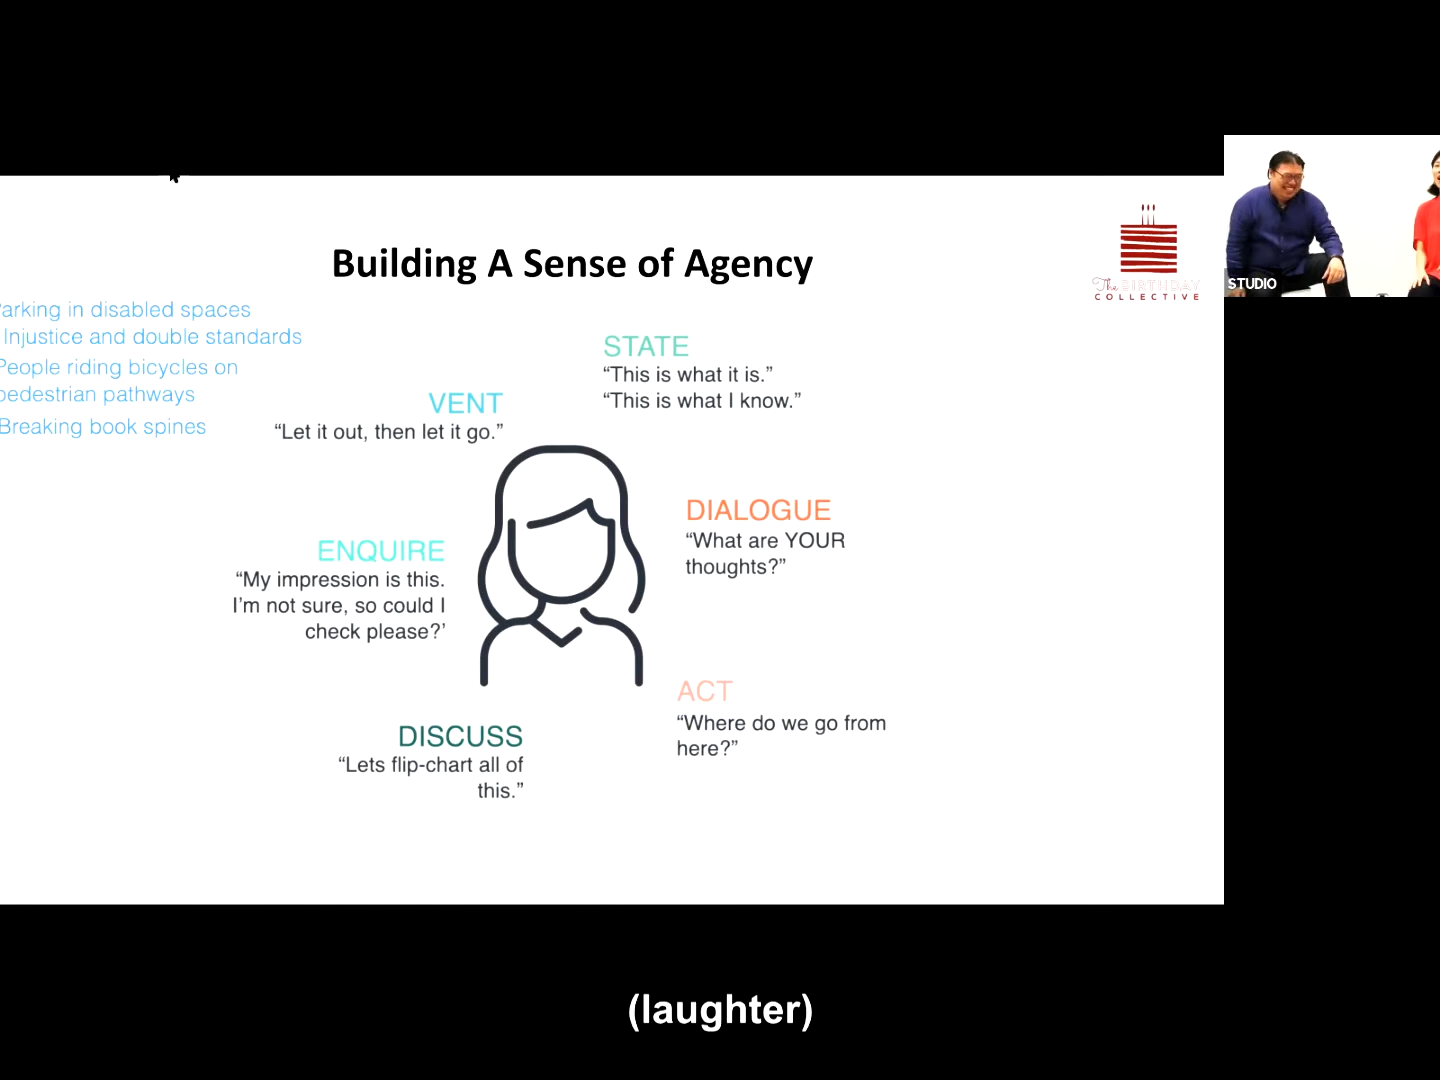 Building A Sense of Agency
The BIRTHDAY
COLLECTIVE
STUDIO
arking in disabled spaces
Injustice and double standards
People riding bicycles on
pedestrian pathways
Breaking book spines
STATE
“This is what it is.”
“This is what I know.”
VENT
“Let it out, then let it go.”
DIALOGUE
“What are YOUR
thoughts?”
ENQUIRE
“My impression is this.
I’m not sure, so could I
check please?’
ACT
“Where do we go from
here?”
DISCUSS
“Lets flip-chart all of
this.”
(laughter)